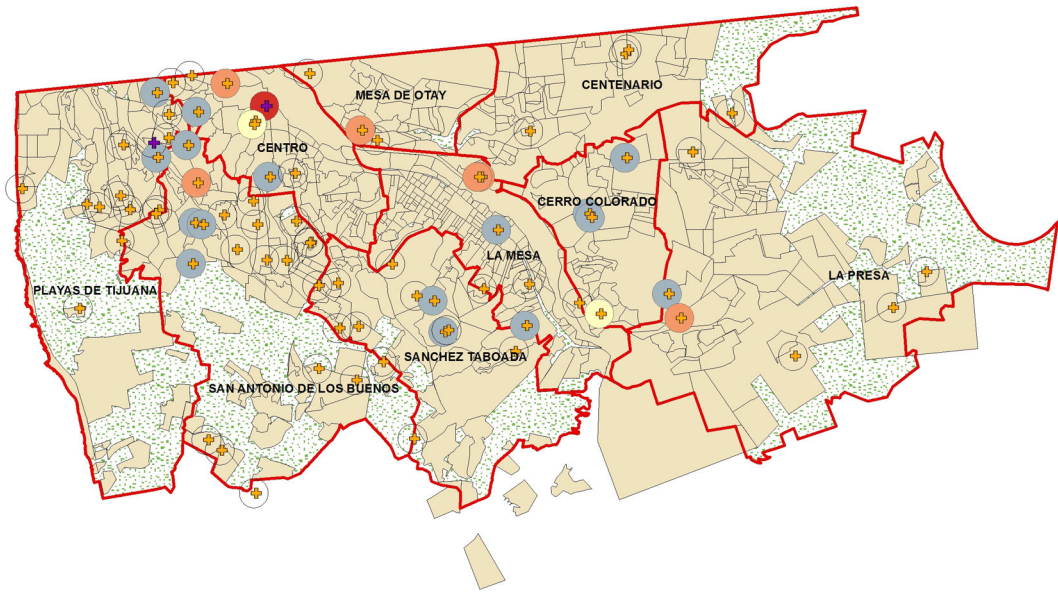 CENTENARIO
MESA DE OTAY
CENTRO
CERRO COLORADO
LA MESA
LA PRESA
PLAYAS DE TIJUANA
SANCHEZ TABOADA
SAN ANTONIO DE LOS BUENOS